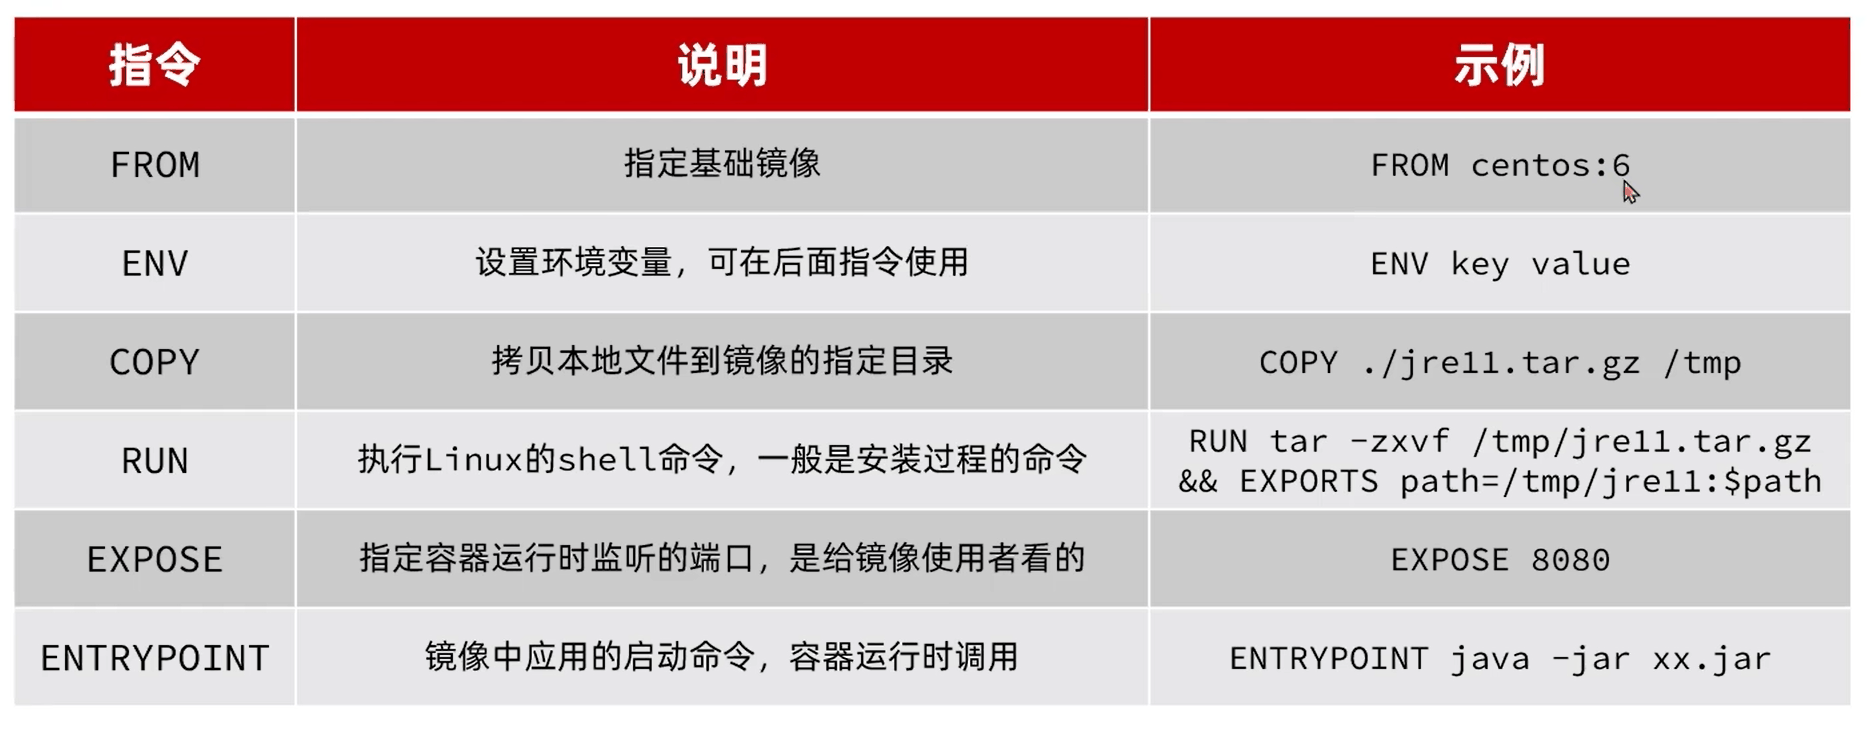 指令 说明 示例
FROM 指定基础镜像 FROM centos:6
ENV 设置环境变量，可在后面指令使用 ENV key value
COPY 拷贝本地文件到镜像的指定目录 COPY ./jre11.tar.gz /tmp
RUN 执行Linux的shell命令，一般是安装过程的命令 RUN tar -zxvf /tmp/jre11.tar.gz
&& EXPORTS path=/tmp/jre11:$path
EXPOSE 指定容器运行时监听的端口，是给镜像使用者看的 EXPOSE 8080
ENTRYPOINT 镜像中应用的启动命令，容器运行时调用 ENTRYPOINT java -jar xx.jar